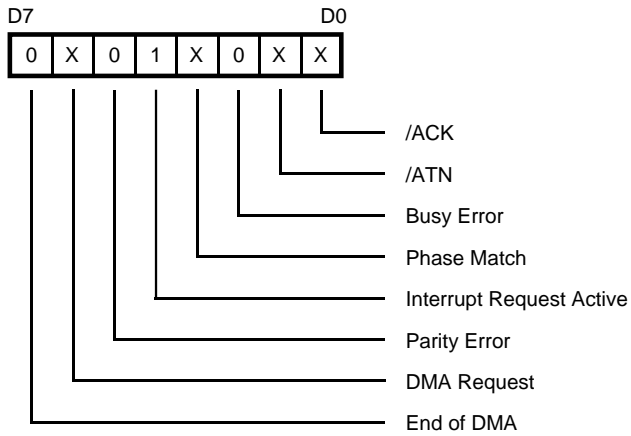 D7 D0
0 X 0 1 X 0 X X
/ACK
/ATN
Busy Error
Phase Match
Interrupt Request Active
Parity Error
DMA Request
End of DMA